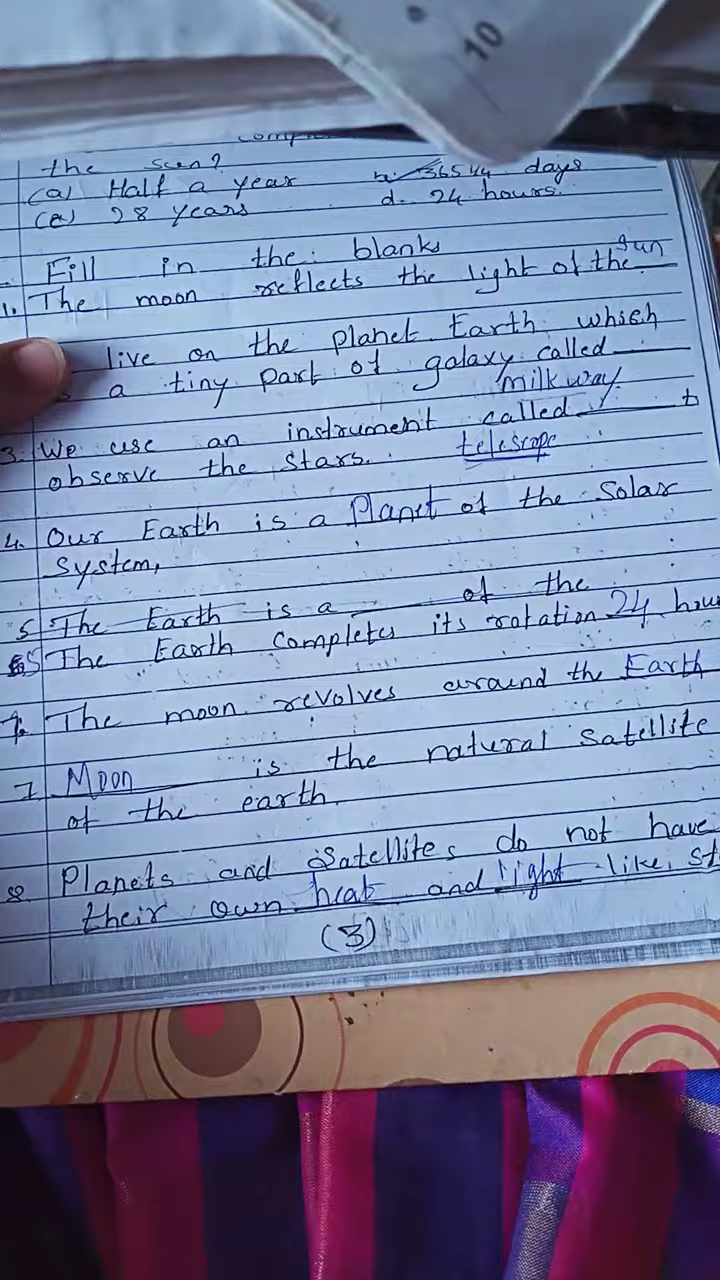 10
the sun?
(a) Half a year b. 365 1/4 days
(c) 28 years d. 24 hours.
Fill in the blanks
1. The moon reflects the light of the sun
live on the planet Earth which
a tiny part of galaxy called
milkway
3. We use an instrument called
observe the stars. telescope
4. Our Earth is a Planet of the Solar
System,
5 The Earth is a of the
5 The Earth completes its rotation 24 hou
7. The moon revolves around the Earth
7 Moon is the natural satellite
of the earth.
8. Planets and Satellites do not have
their own heat and light like st
(3)